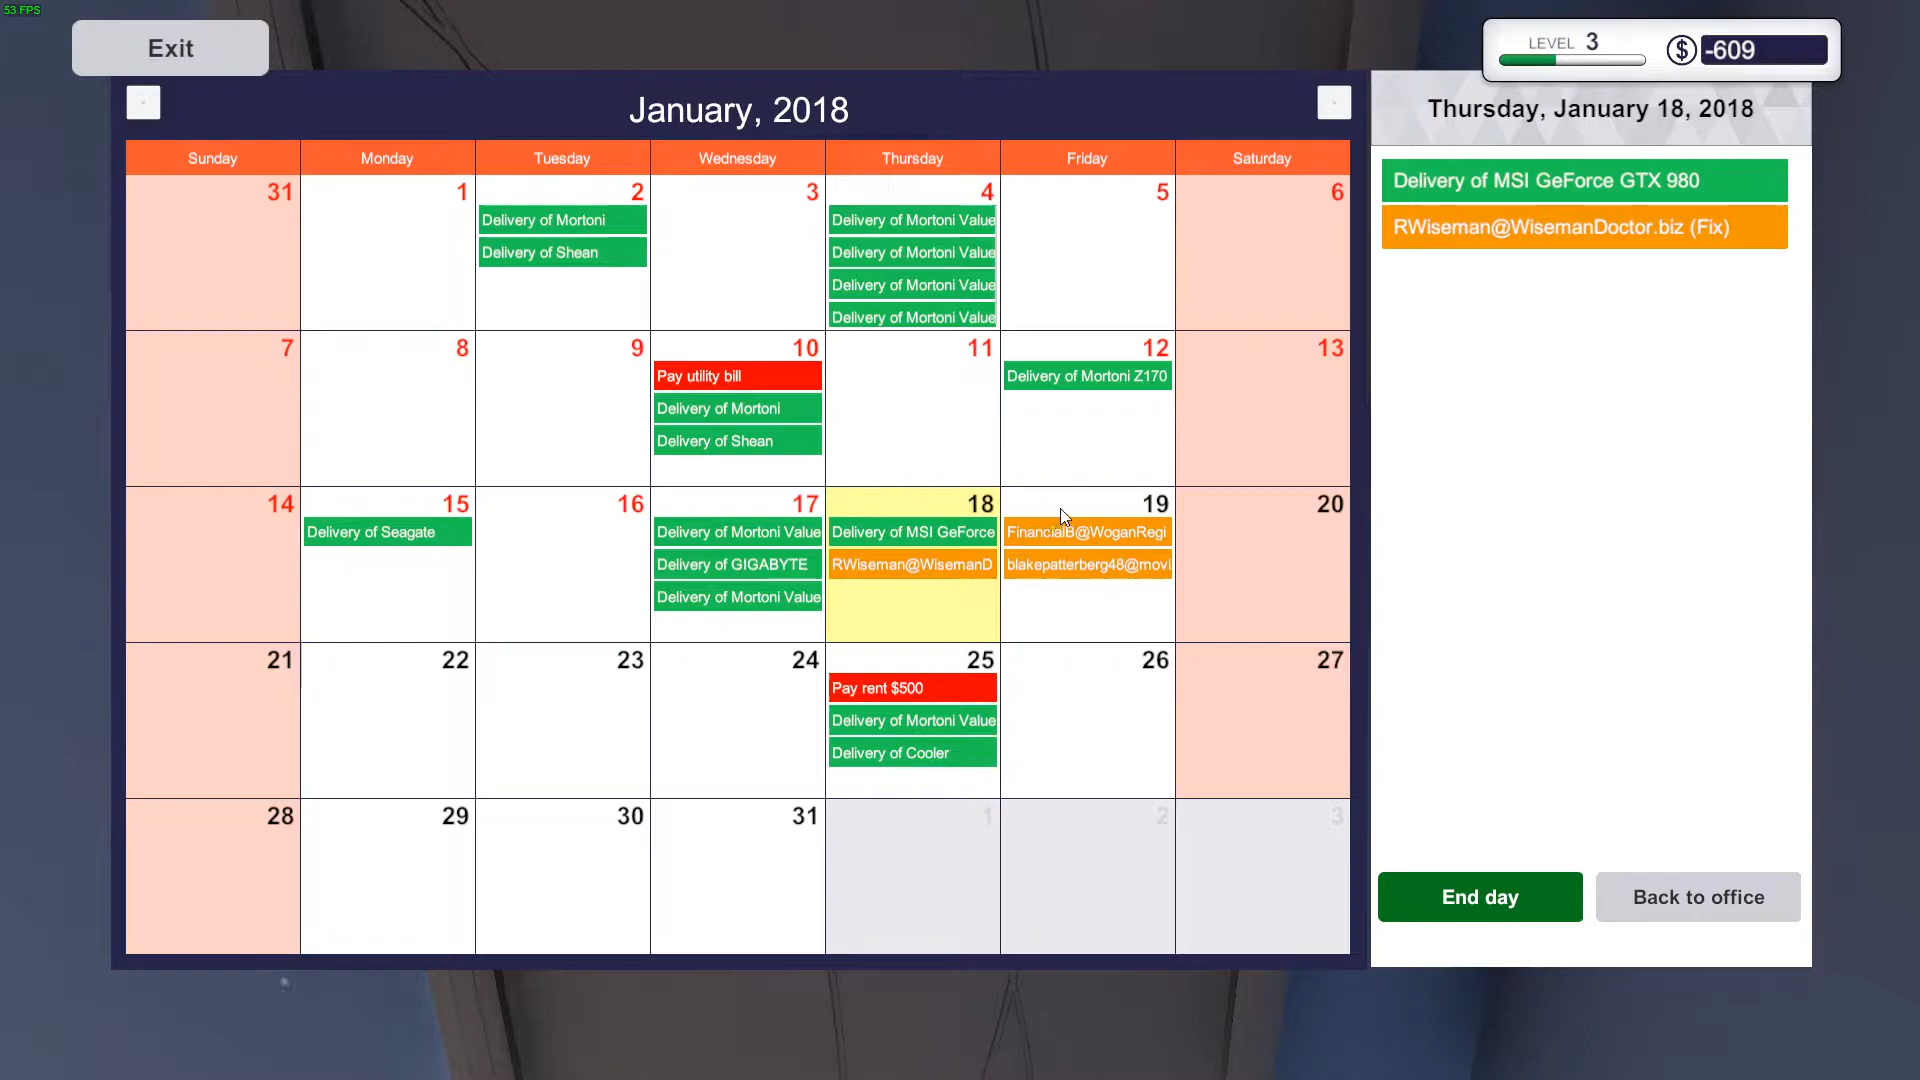 53 FPS
Exit
LEVEL 3
$ -609
January, 2018
Thursday, January 18, 2018
Sunday Monday Tuesday Wednesday Thursday Friday Saturday
31 1 2 3 4 5 6
Delivery of Mortoni
Delivery of Shean
Delivery of Mortoni Value
Delivery of Mortoni Value
Delivery of Mortoni Value
Delivery of Mortoni Value
7 8 9 10 11 12 13
Pay utility bill
Delivery of Mortoni
Delivery of Shean
Delivery of Mortoni Z170
14 15 16 17 18 19 20
Delivery of Seagate
Delivery of Mortoni Value
Delivery of GIGABYTE
Delivery of Mortoni Value
Delivery of MSI GeForce
RWiseman@WisemanD
FinancialB@WoganRegi
blakepatterberg48@movi
21 22 23 24 25 26 27
Pay rent $500
Delivery of Mortoni Value
Delivery of Cooler
28 29 30 31 1 2 3
Delivery of MSI GeForce GTX 980
RWiseman@WisemanDoctor.biz (Fix)
End day
Back to office